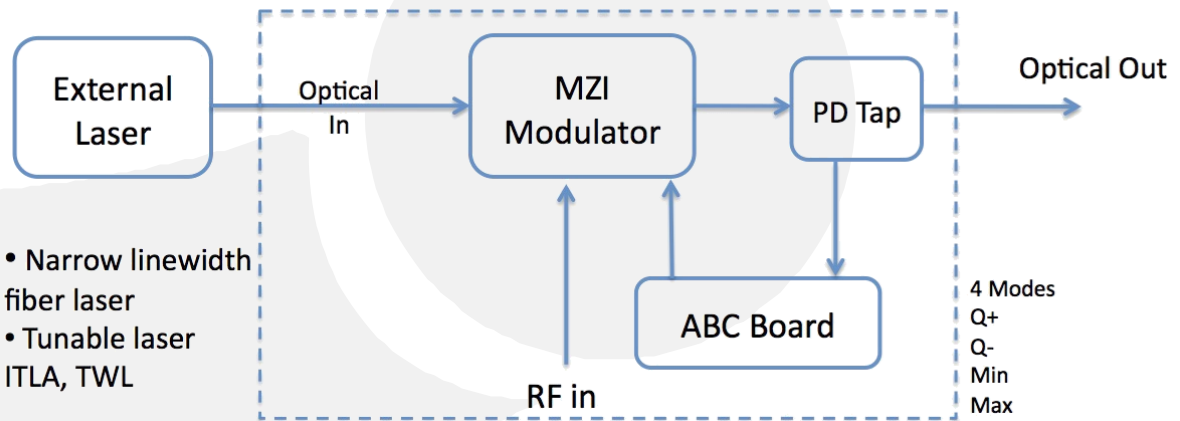 External
Laser
Optical
In
MZI
Modulator
PD Tap
Optical Out
• Narrow linewidth
fiber laser
• Tunable laser
ITLA, TWL
RF in
ABC Board
4 Modes
Q+
Q-
Min
Max